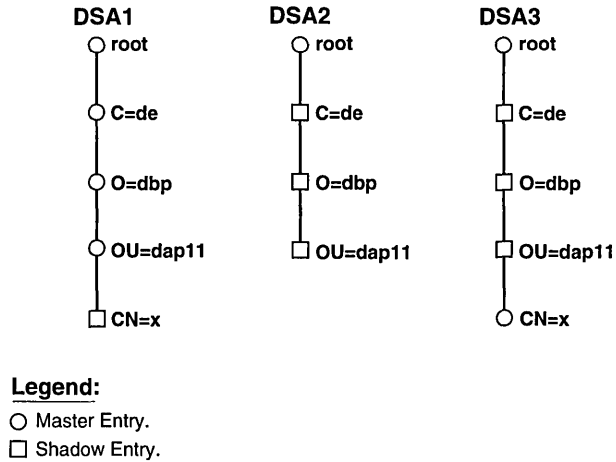 DSA1 DSA2 DSA3
root root root
C=de C=de C=de
O=dbp O=dbp O=dbp
OU=dap11 OU=dap11 OU=dap11
CN=x CN=x
Legend:
Master Entry.
Shadow Entry.